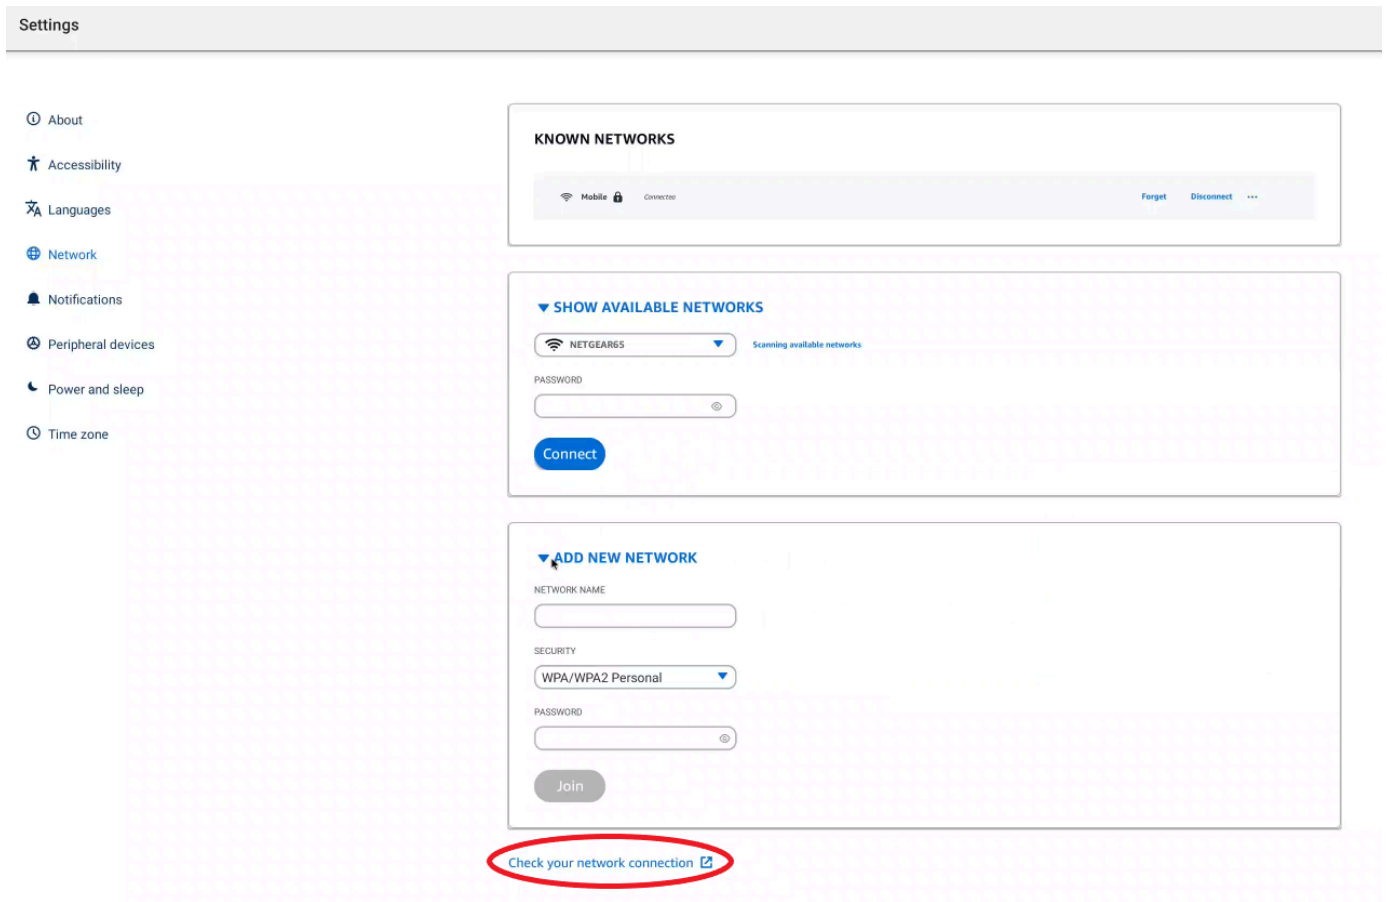 Settings
About
Accessibility
Languages
Network
Notifications
Peripheral devices
Power and sleep
Time zone
KNOWN NETWORKS
Mobile Connected Forget Disconnect ···
SHOW AVAILABLE NETWORKS
NETGEAR65 Scanning available networks
PASSWORD
Connect
ADD NEW NETWORK
NETWORK NAME
SECURITY
WPA/WPA2 Personal
PASSWORD
Join
Check your network connection